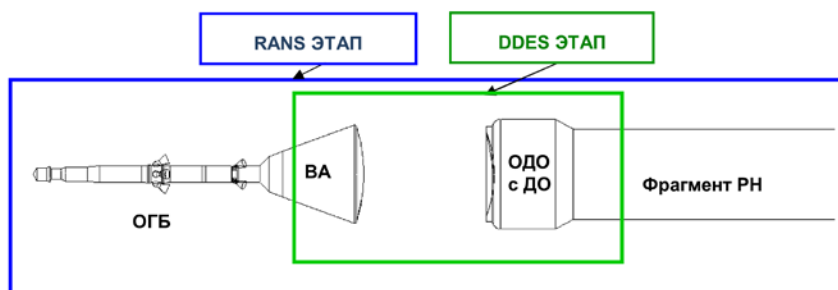 RANS ЭТАП
DDES ЭТАП
ВА
ОДО
с ДО
Фрагмент РН
ОГБ